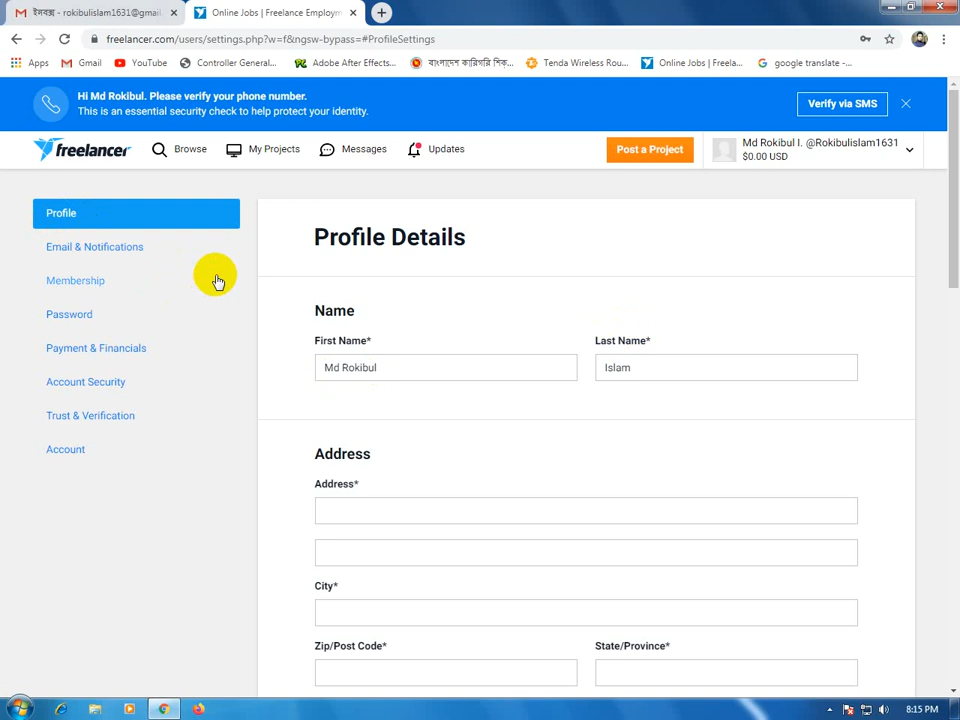 ইনবক্স - rokibulislam1631@gmail.
Online Jobs | Freelance Employm
freelancer.com/users/settings.php?w=f&ngsw-bypass=#ProfileSettings
Apps
Gmail
YouTube
Controller General...
Adobe After Effects...
বাংলাদেশ কারিগরি শিক...
Tenda Wireless Rou...
Online Jobs | Freela...
google translate -...
Hi Md Rokibul. Please verify your phone number.
This is an essential security check to help protect your identity.
Verify via SMS
freelancer
Browse
My Projects
Messages
Updates
Post a Project
Md Rokibul I. @Rokibulislam1631
$0.00 USD
Profile
Email & Notifications
Membership
Password
Payment & Financials
Account Security
Trust & Verification
Account
Profile Details
Name
First Name*
Last Name*
Md Rokibul
Islam
Address
Address*
City*
Zip/Post Code*
State/Province*
8:15 PM